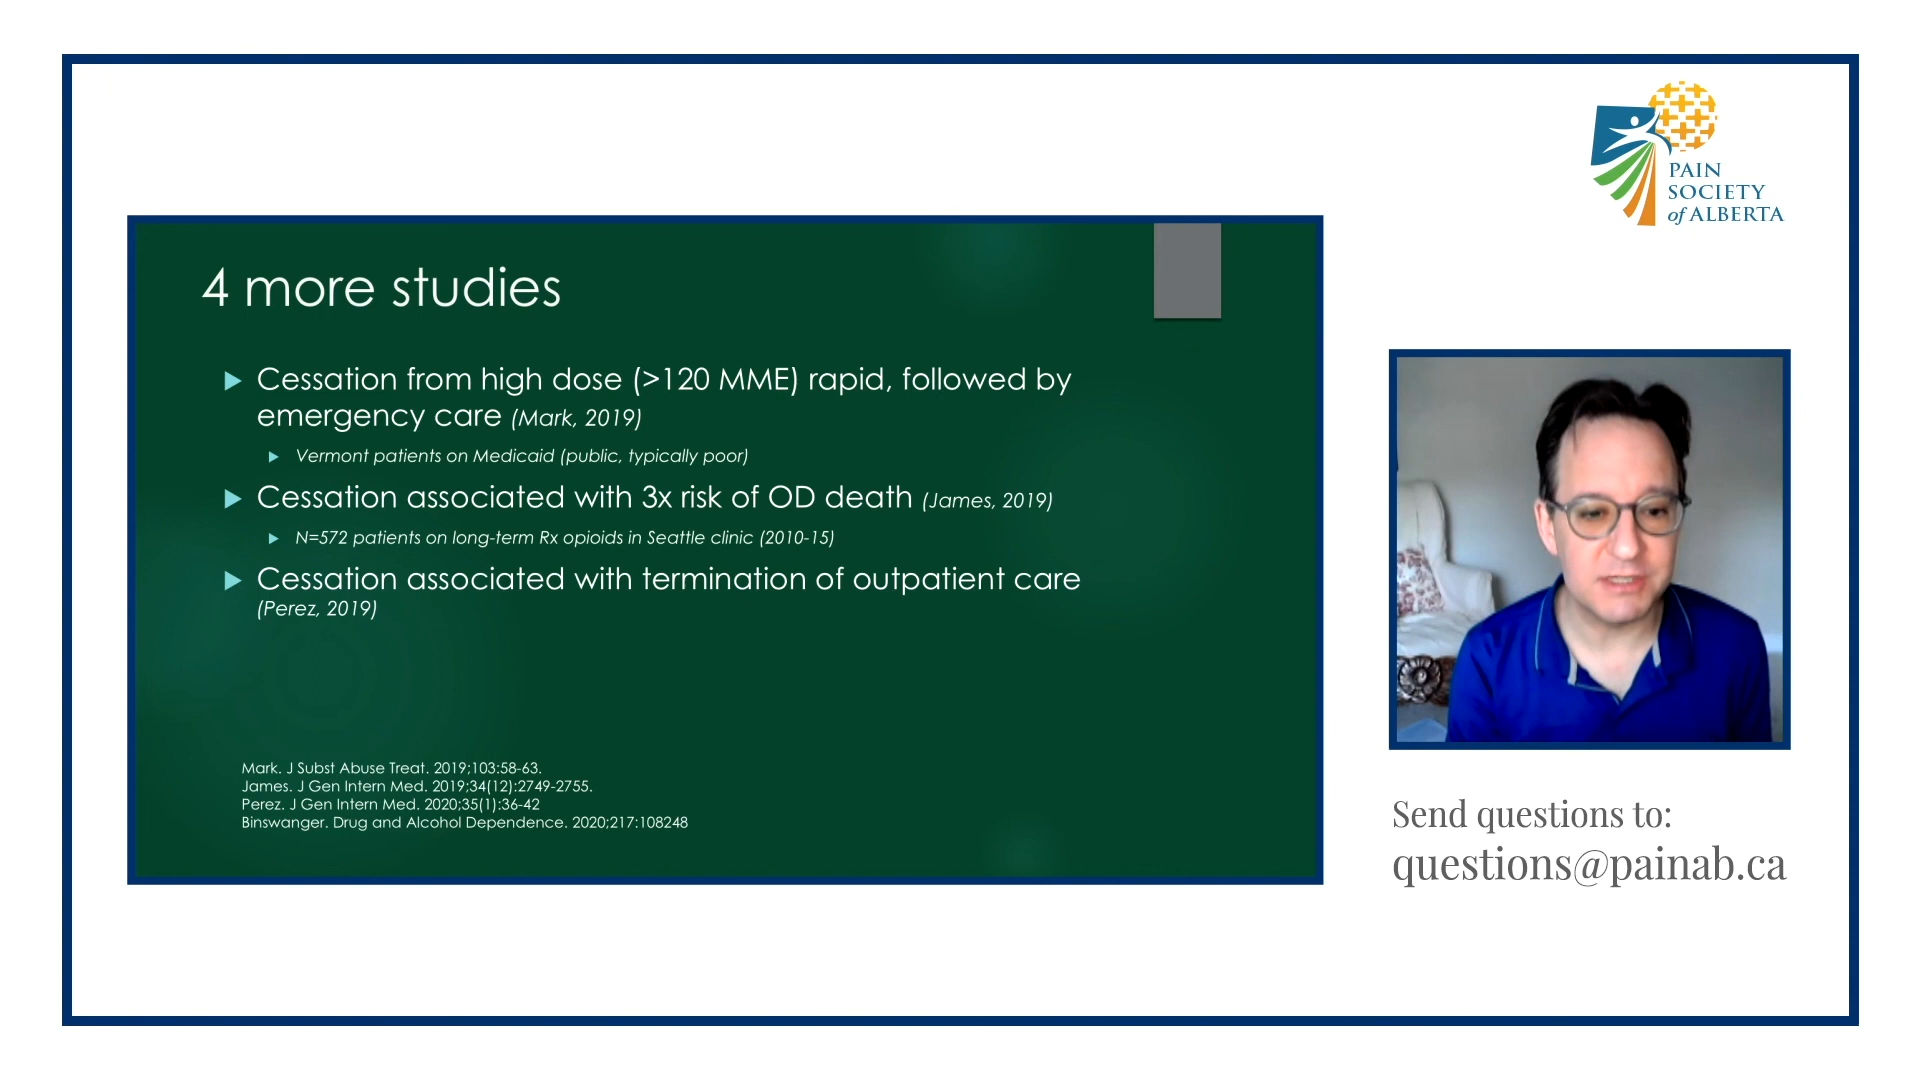 PAIN
SOCIETY
of ALBERTA
4 more studies
Cessation from high dose (>120 MME) rapid, followed by
emergency care (Mark, 2019)
Vermont patients on Medicaid (public, typically poor)
Cessation associated with 3x risk of OD death (James, 2019)
N=572 patients on long-term Rx opioids in Seattle clinic (2010-15)
Cessation associated with termination of outpatient care
(Perez, 2019)
Mark. J Subst Abuse Treat. 2019;103:58-63.
James. J Gen Intern Med. 2019;34(12):2749-2755.
Perez. J Gen Intern Med. 2020;35(1):36-42
Binswanger. Drug and Alcohol Dependence. 2020;217:108248
Send questions to:
questions@painab.ca